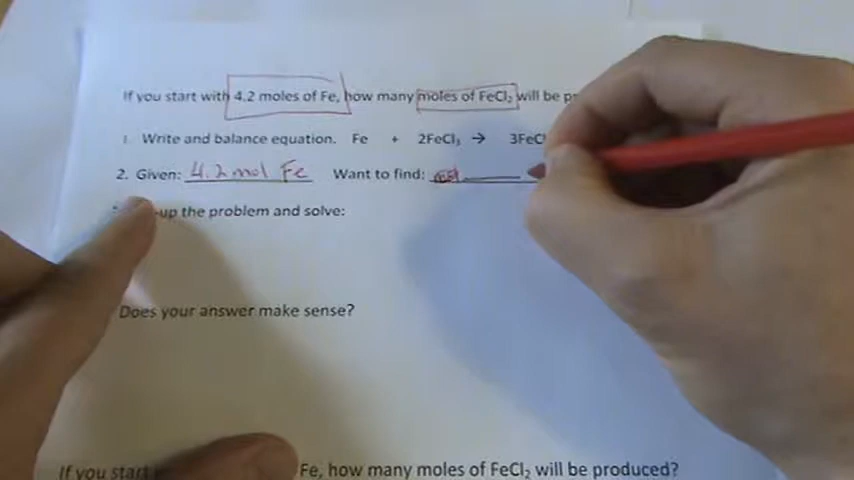 If you start with 4.2 moles of Fe, how many moles of FeCl₂ will be
1. Write and balance equation. Fe + 2FeCl₃ → 3FeCl
2. Given: 4.2 mol Fe Want to find:
up the problem and solve:
Does your answer make sense?
If you start Fe, how many moles of FeCl₂ will be produced?